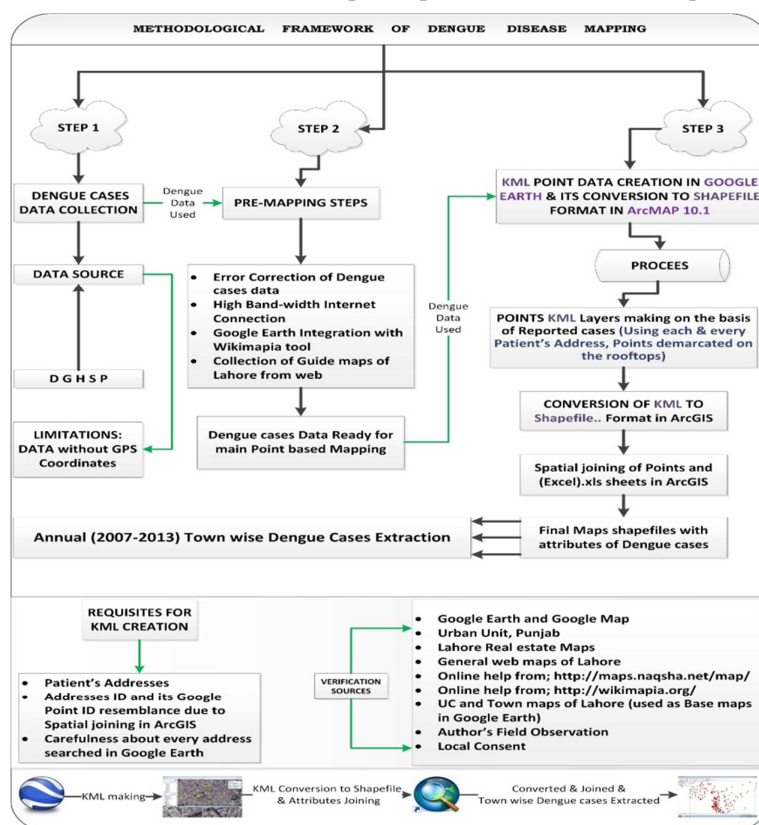 METHODOLOGICAL FRAMEWORK OF DENGUE DISEASE MAPPING
STEP 1
DENGUE CASES
DATA COLLECTION
DATA SOURCE
D G H S P
LIMITATIONS:
DATA without GPS
Coordinates
Dengue
Data
Used
STEP 2
PRE-MAPPING STEPS
• Error Correction of Dengue
cases data
• High Band-width Internet
Connection
• Google Earth Integration with
Wikimapia tool
• Collection of Guide maps of
Lahore from web
Dengue cases Data Ready for
main Point based Mapping
Dengue
Data
Used
STEP 3
KML POINT DATA CREATION IN GOOGLE
EARTH & ITS CONVERSION TO SHAPEFILE
FORMAT IN ArcMAP 10.1
PROCEES
POINTS KML Layers making on the basis
of Reported cases (Using each & every
Patient's Address, Points demarcated on
the rooftops)
CONVERSION OF KML TO
Shapefile.. Format in ArcGIS
Spatial joining of Points and
(Excel).xls sheets in ArcGIS
Final Maps shapefiles with
attributes of Dengue cases
Annual (2007-2013) Town wise Dengue Cases Extraction
REQUISITES FOR
KML CREATION
• Patient's Addresses
• Addresses ID and its Google
Point ID resemblance due to
Spatial joining in ArcGIS
• Carefulness about every address
searched in Google Earth
VERIFICATION
SOURCES
• Google Earth and Google Map
• Urban Unit, Punjab
• Lahore Real estate Maps
• General web maps of Lahore
• Online help from; http://maps.naqsha.net/map/
• Online help from; http://wikimapia.org/
• UC and Town maps of Lahore (used as Base maps
in Google Earth)
• Author's Field Observation
• Local Consent
KML making
KML Conversion to Shapefile
& Attributes Joining
Converted & Joined &
Town wise Dengue cases Extracted